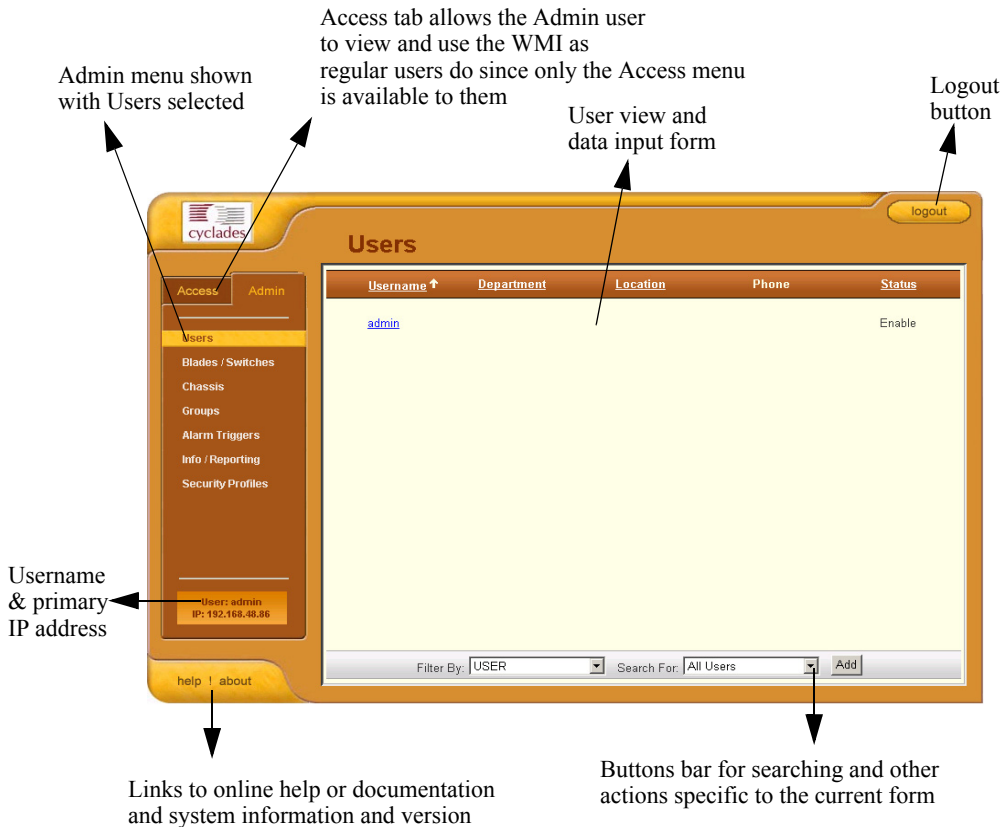 Access tab allows the Admin user
to view and use the WMI as
regular users do since only the Access menu
is available to them
Admin menu shown
with Users selected
User view and
data input form
Logout
button
cyclades
logout
Users
Access Admin
Username Department Location Phone Status
admin Enable
Users
Blades / Switches
Chassis
Groups
Alarm Triggers
Info / Reporting
Security Profiles
Username
& primary
IP address
User: admin
IP: 192.168.48.86
Filter By: USER Search For: All Users Add
help ! about
Links to online help or documentation
and system information and version
Buttons bar for searching and other
actions specific to the current form